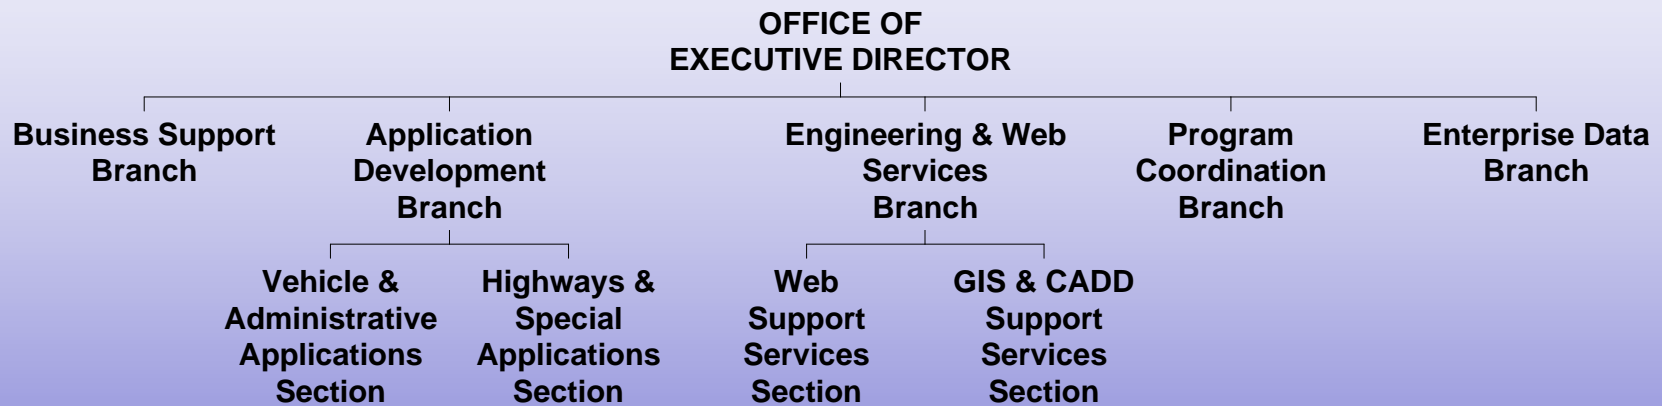 OFFICE OF
EXECUTIVE DIRECTOR
Business Support
Branch
Application
Development
Branch
Engineering & Web
Services
Branch
Program
Coordination
Branch
Enterprise Data
Branch
Vehicle &
Administrative
Applications
Section
Highways &
Special
Applications
Section
Web
Support
Services
Section
GIS & CADD
Support
Services
Section